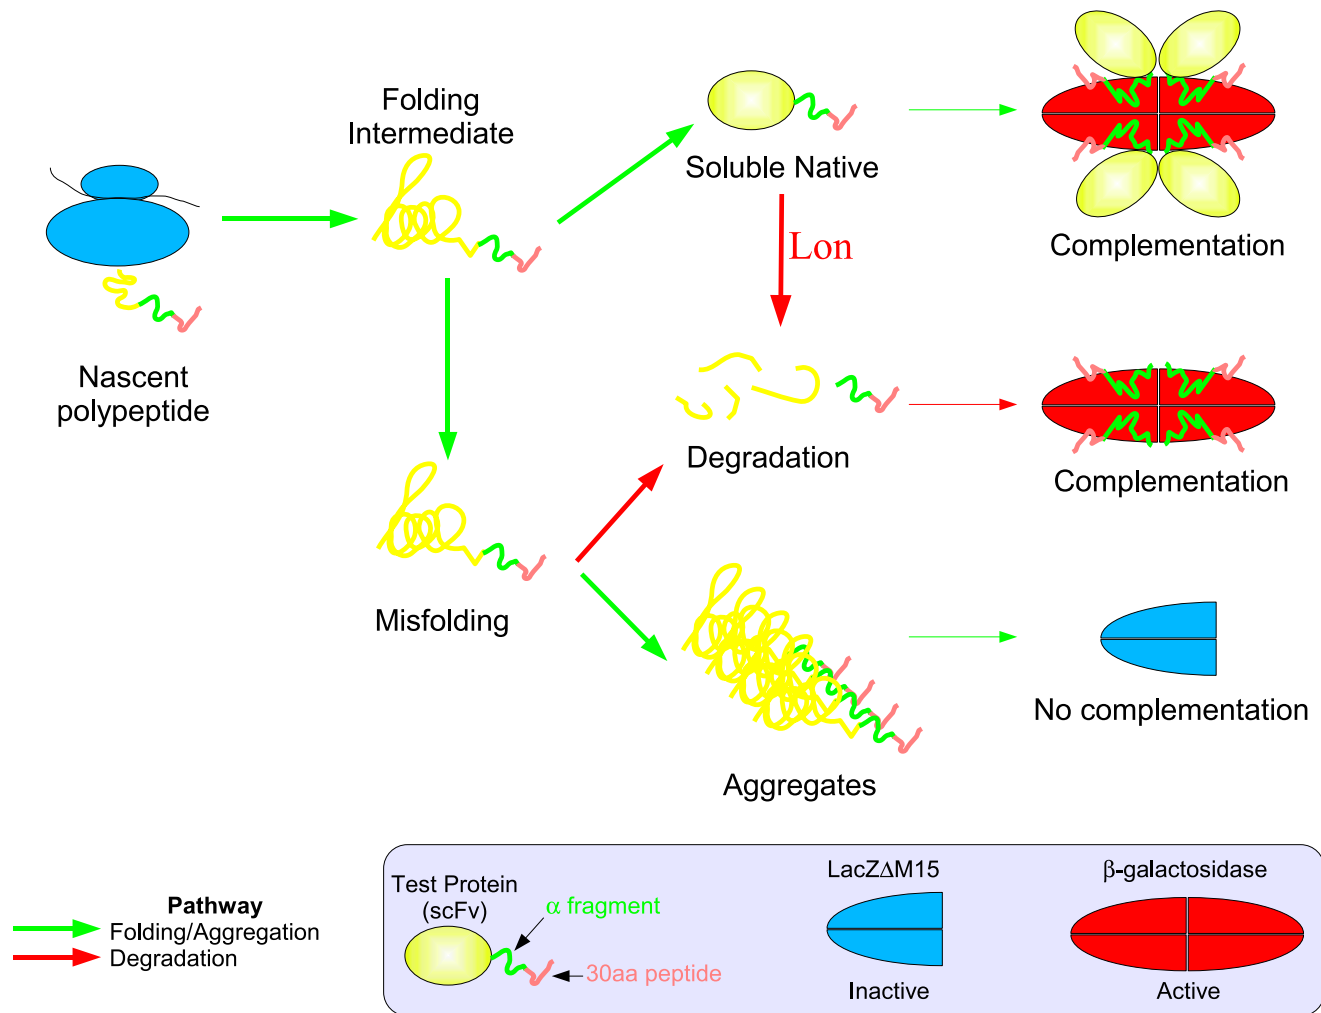 Folding
Intermediate
Soluble Native
Complementation
Lon
Nascent
polypeptide
Degradation
Complementation
Misfolding
No complementation
Aggregates
Pathway
Folding/Aggregation
Degradation
Test Protein
(scFv)
α fragment
30aa peptide
LacZΔM15
Inactive
β-galactosidase
Active